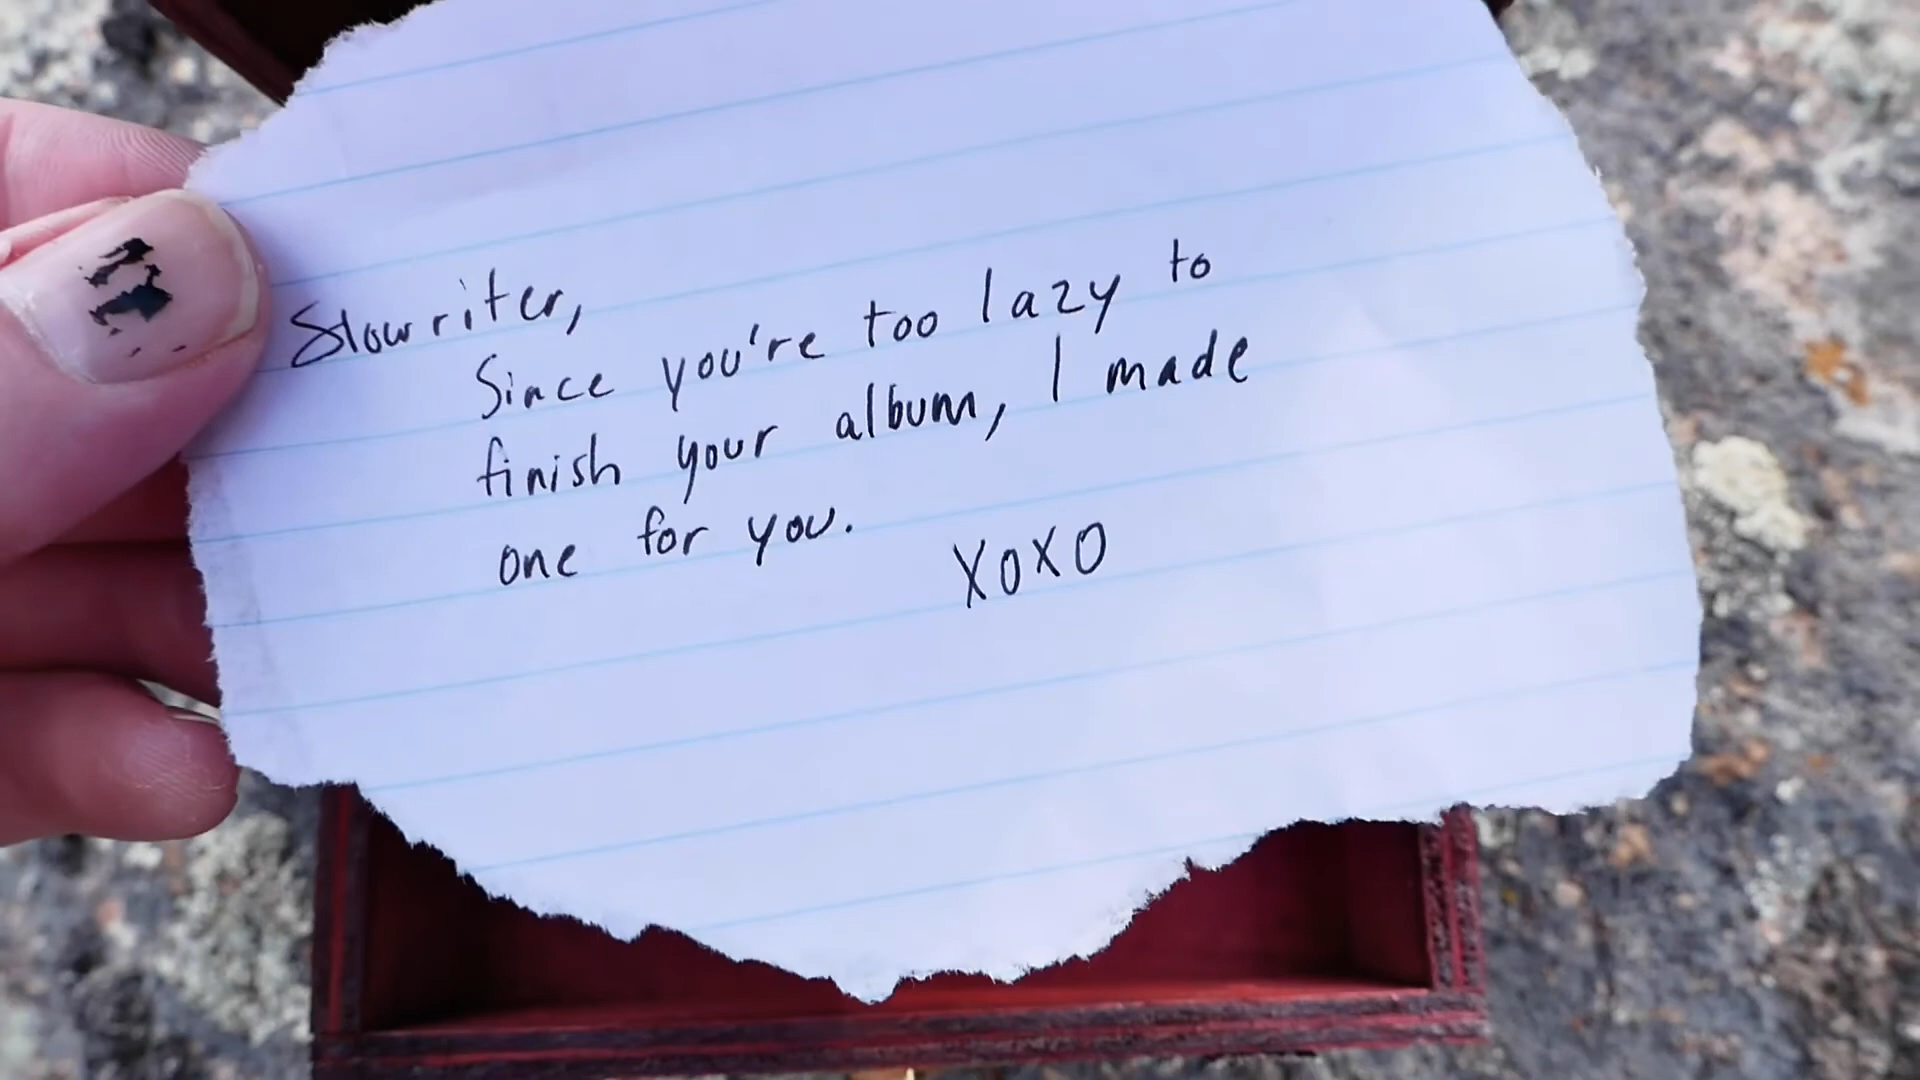 Slowriter,
Since you're too lazy to
finish your album, I made
one for you.
XOXO